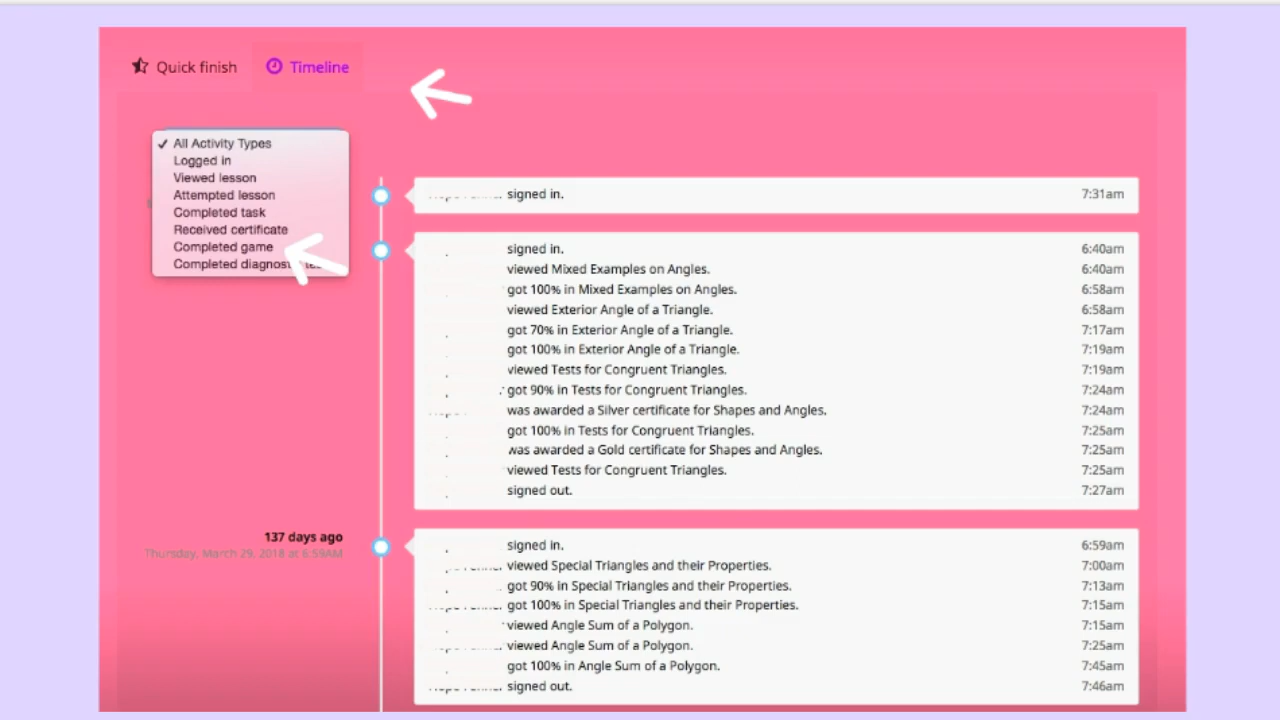 Quick finish
Timeline
✓ All Activity Types
Logged in
Viewed lesson
Attempted lesson
Completed task
Received certificate
Completed game
Completed
signed in. 7:31am
signed in. 6:40am
viewed Mixed Examples on Angles. 6:40am
got 100% in Mixed Examples on Angles. 6:58am
viewed Exterior Angle of a Triangle. 6:58am
got 70% in Exterior Angle of a Triangle. 7:17am
got 100% in Exterior Angle of a Triangle. 7:19am
viewed Tests for Congruent Triangles. 7:19am
got 90% in Tests for Congruent Triangles. 7:24am
was awarded a Silver certificate for Shapes and Angles. 7:24am
got 100% in Tests for Congruent Triangles. 7:25am
was awarded a Gold certificate for Shapes and Angles. 7:25am
viewed Tests for Congruent Triangles. 7:25am
signed out. 7:27am
137 days ago
Thursday, March 29, 2018 at 6:59AM
signed in. 6:59am
viewed Special Triangles and their Properties. 7:00am
got 90% in Special Triangles and their Properties. 7:13am
got 100% in Special Triangles and their Properties. 7:15am
viewed Angle Sum of a Polygon. 7:15am
viewed Angle Sum of a Polygon. 7:25am
got 100% in Angle Sum of a Polygon. 7:45am
signed out. 7:46am